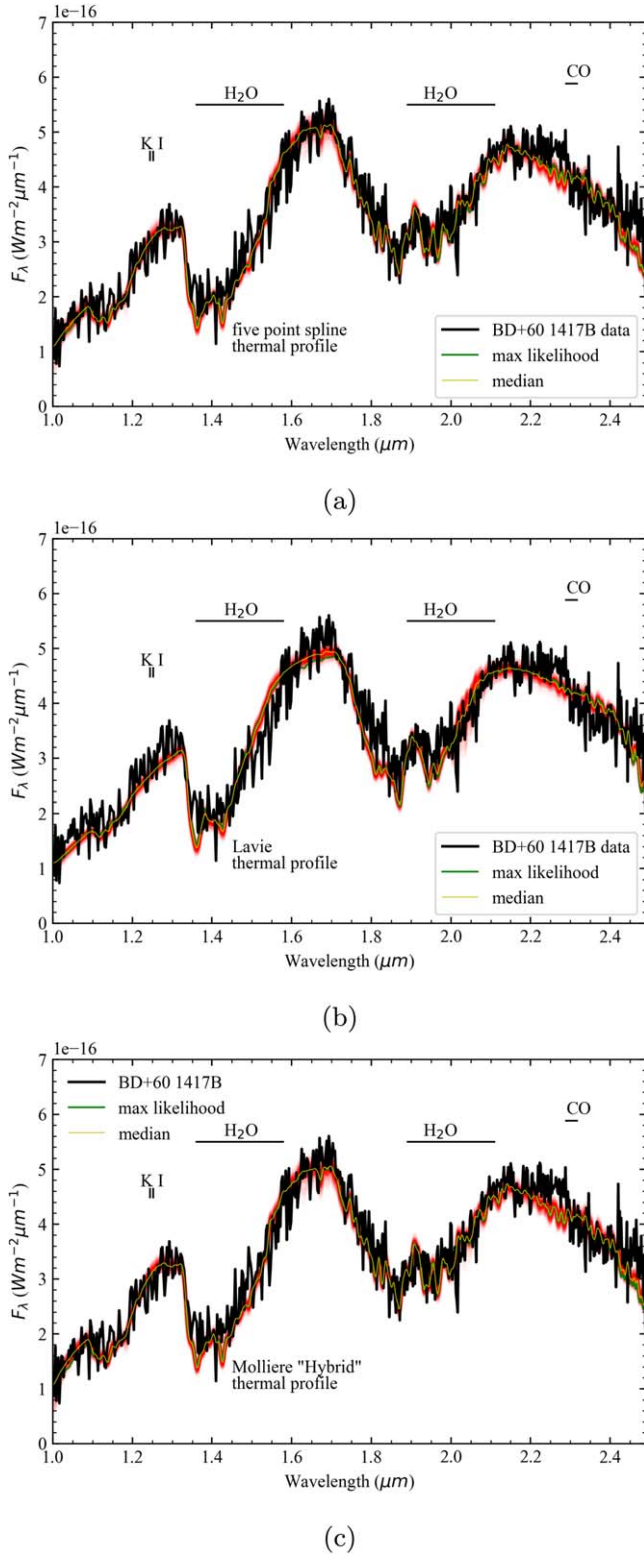 1e−16
7
6
5
4
3
2
1
0
F_λ (Wm⁻²μm⁻¹)
CO
H₂O H₂O
K I
five point spline
thermal profile
BD+60 1417B data
max likelihood
median
1.0 1.2 1.4 1.6 1.8 2.0 2.2 2.4
Wavelength (μm)
(a)
1e−16
7
6
5
4
3
2
1
0
F_λ (Wm⁻²μm⁻¹)
CO
H₂O H₂O
K I
Lavie
thermal profile
BD+60 1417B data
max likelihood
median
1.0 1.2 1.4 1.6 1.8 2.0 2.2 2.4
Wavelength (μm)
(b)
1e−16
7
6
5
4
3
2
1
0
F_λ (Wm⁻²μm⁻¹)
BD+60 1417B
max likelihood
median
CO
H₂O H₂O
K I
Molliere "Hybrid"
thermal profile
1.0 1.2 1.4 1.6 1.8 2.0 2.2 2.4
Wavelength (μm)
(c)